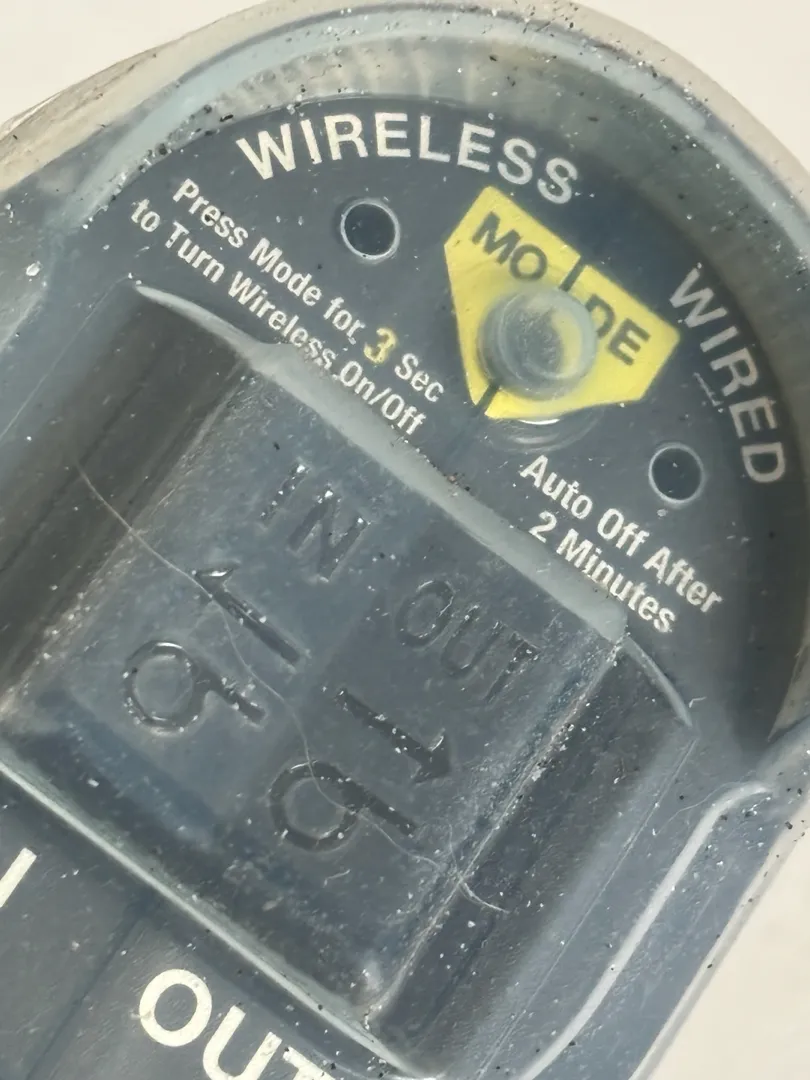 WIRELESS
MODE
WIRED
Press Mode for 3 Sec
to Turn Wireless On/Off
Auto Off After
2 Minutes
IN
OUT
OUT